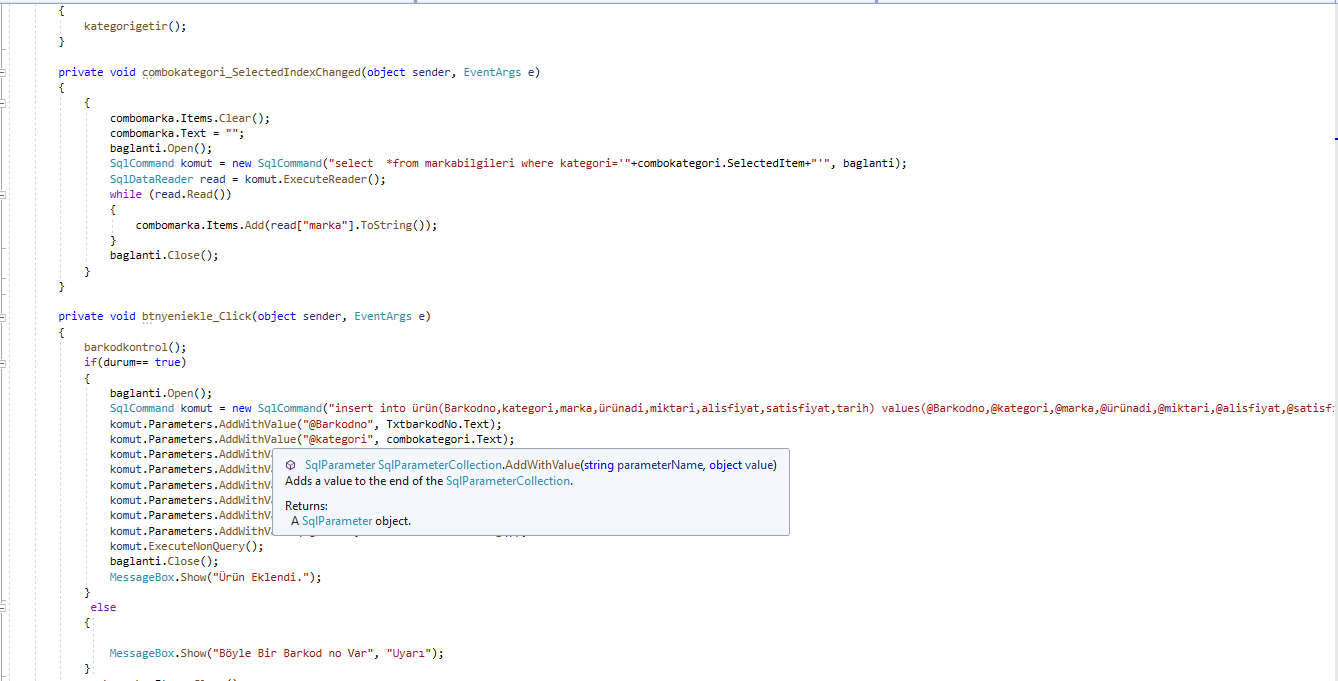 {
kategorigetir();
}
private void combokategori_SelectedIndexChanged(object sender, EventArgs e)
{
{
combomarka.Items.Clear();
combomarka.Text = "";
baglanti.Open();
SqlCommand komut = new SqlCommand("select  *from markabilgileri where kategori='"+combokategori.SelectedItem+"'", baglanti);
SqlDataReader read = komut.ExecuteReader();
while (read.Read())
{
combomarka.Items.Add(read["marka"].ToString());
}
baglanti.Close();
}
}
private void btnyeniekle_Click(object sender, EventArgs e)
{
barkodkontrol();
if(durum== true)
{
baglanti.Open();
SqlCommand komut = new SqlCommand("insert into ürün(Barkodno,kategori,marka,ürünadi,miktari,alisfiyat,satisfiyat,tarih) values(@Barkodno,@kategori,@marka,@ürünadi,@miktari,@alisfiyat,@satisfi
komut.Parameters.AddWithValue("@Barkodno", TxtbarkodNo.Text);
komut.Parameters.AddWithValue("@kategori", combokategori.Text);
komut.Parameters.AddWithVa
komut.Parameters.AddWithVa
komut.Parameters.AddWithVa
komut.Parameters.AddWithVa
komut.Parameters.AddWithVa
komut.Parameters.AddWithVa
SqlParameter SqlParameterCollection.AddWithValue(string parameterName, object value)
Adds a value to the end of the SqlParameterCollection.
Returns:
A SqlParameter object.
komut.ExecuteNonQuery();
baglanti.Close();
MessageBox.Show("Ürün Eklendi.");
}
else
{
MessageBox.Show("Böyle Bir Barkod no Var", "Uyarı");
}